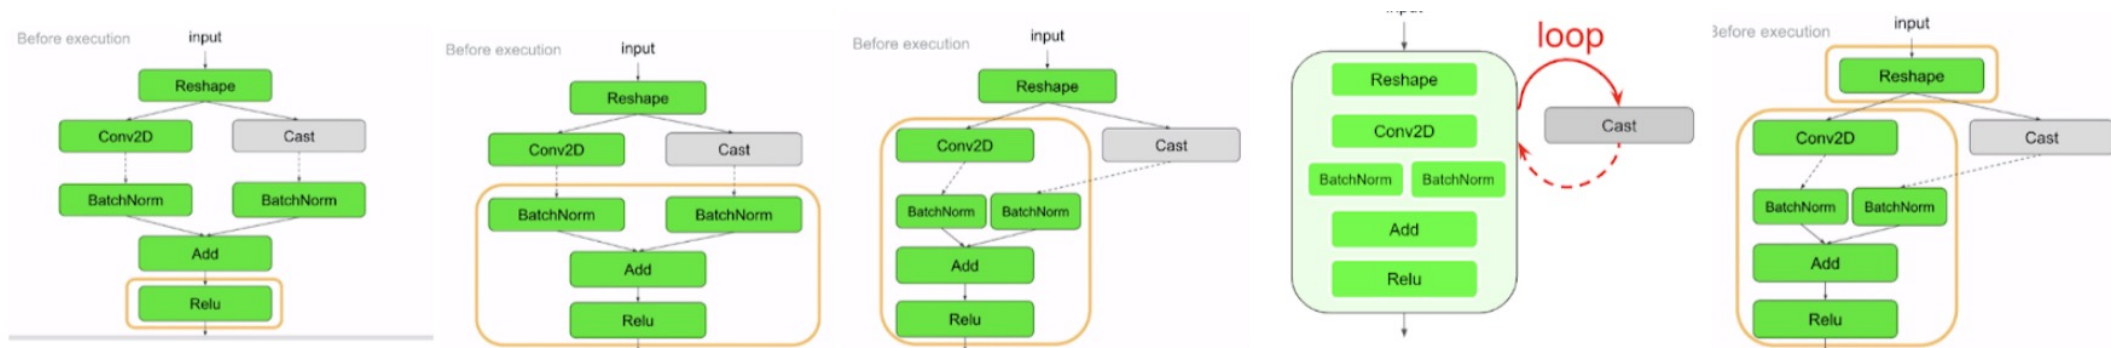 Before execution
input
Reshape
Conv2D
Cast
BatchNorm
BatchNorm
Add
Relu
Before execution
input
Reshape
Conv2D
Cast
BatchNorm
BatchNorm
Add
Relu
Before execution
input
Reshape
Conv2D
Cast
BatchNorm
BatchNorm
Add
Relu
loop
Reshape
Cast
Conv2D
BatchNorm
BatchNorm
Add
Relu
Before execution
input
Reshape
Conv2D
Cast
BatchNorm
BatchNorm
Add
Relu